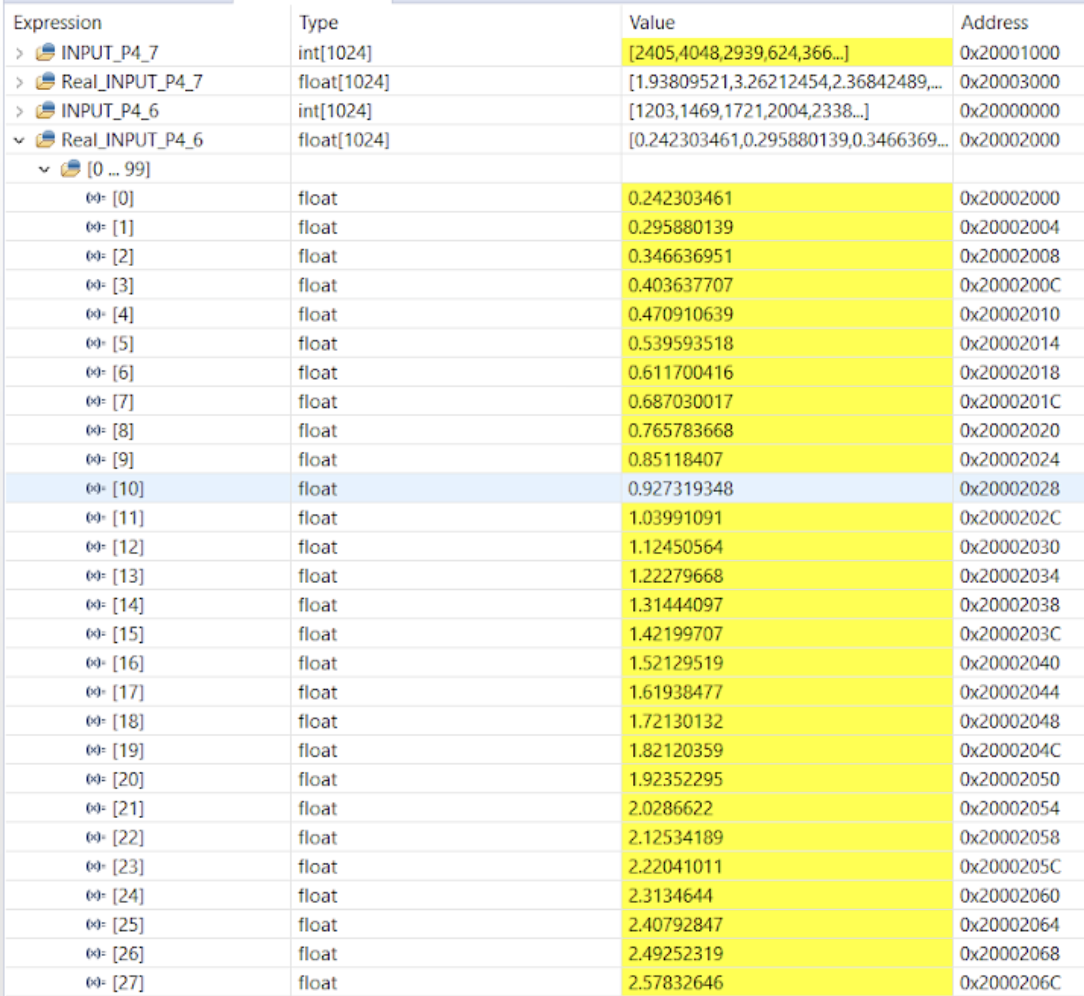 Expression Type Value Address
INPUT_P4_7 int[1024] [2405,4048,2939,624,366...] 0x20001000
Real_INPUT_P4_7 float[1024] [1.93809521,3.26212454,2.36842489,... 0x20003000
INPUT_P4_6 int[1024] [1203,1469,1721,2004,2338...] 0x20000000
Real_INPUT_P4_6 float[1024] [0.242303461,0.295880139,0.3466369... 0x20002000
[0 ... 99]
(x)= [0] float 0.242303461 0x20002000
(x)= [1] float 0.295880139 0x20002004
(x)= [2] float 0.346636951 0x20002008
(x)= [3] float 0.403637707 0x2000200C
(x)= [4] float 0.470910639 0x20002010
(x)= [5] float 0.539593518 0x20002014
(x)= [6] float 0.611700416 0x20002018
(x)= [7] float 0.687030017 0x2000201C
(x)= [8] float 0.765783668 0x20002020
(x)= [9] float 0.85118407 0x20002024
(x)= [10] float 0.927319348 0x20002028
(x)= [11] float 1.03991091 0x2000202C
(x)= [12] float 1.12450564 0x20002030
(x)= [13] float 1.22279668 0x20002034
(x)= [14] float 1.31444097 0x20002038
(x)= [15] float 1.42199707 0x2000203C
(x)= [16] float 1.52129519 0x20002040
(x)= [17] float 1.61938477 0x20002044
(x)= [18] float 1.72130132 0x20002048
(x)= [19] float 1.82120359 0x2000204C
(x)= [20] float 1.92352295 0x20002050
(x)= [21] float 2.0286622 0x20002054
(x)= [22] float 2.12534189 0x20002058
(x)= [23] float 2.22041011 0x2000205C
(x)= [24] float 2.3134644 0x20002060
(x)= [25] float 2.40792847 0x20002064
(x)= [26] float 2.49252319 0x20002068
(x)= [27] float 2.57832646 0x2000206C